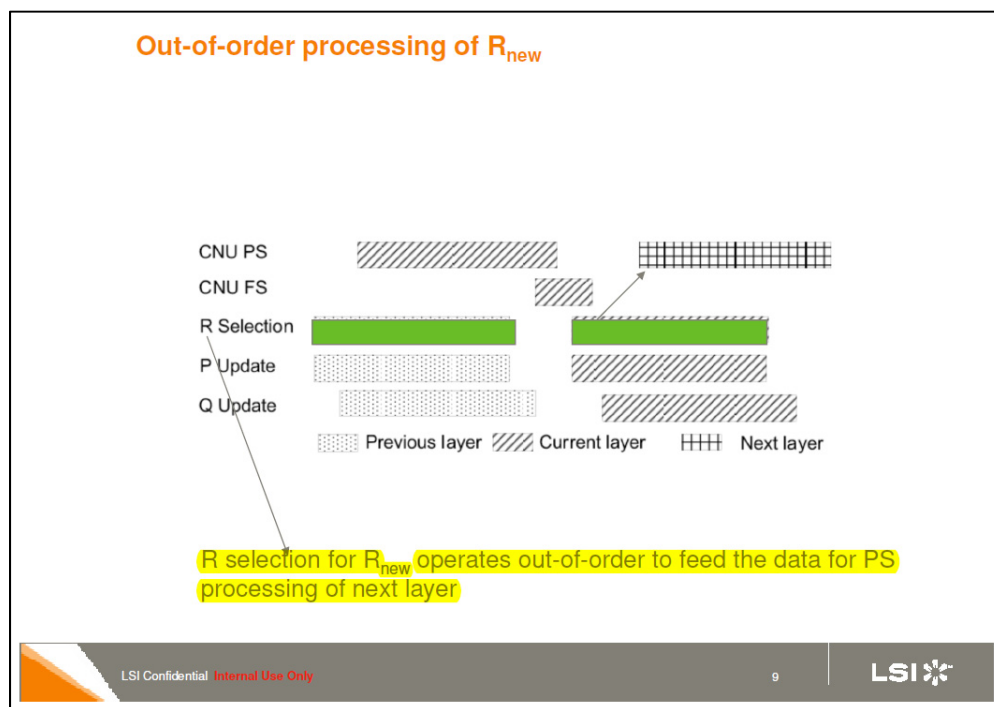 Out-of-order processing of Rnew
CNU PS
CNU FS
R Selection
P Update
Q Update
Previous layer
Current layer
Next layer
R selection for Rnew operates out-of-order to feed the data for PS
processing of next layer
LSI Confidential Internal Use Only
9
LSI